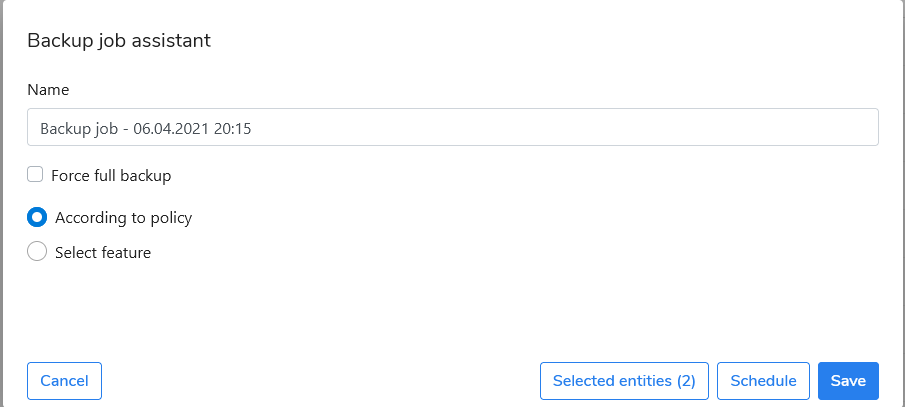 Backup job assistant
Name
Backup job - 06.04.2021 20:15
Force full backup
According to policy
Select feature
Cancel
Selected entities (2)
Schedule
Save